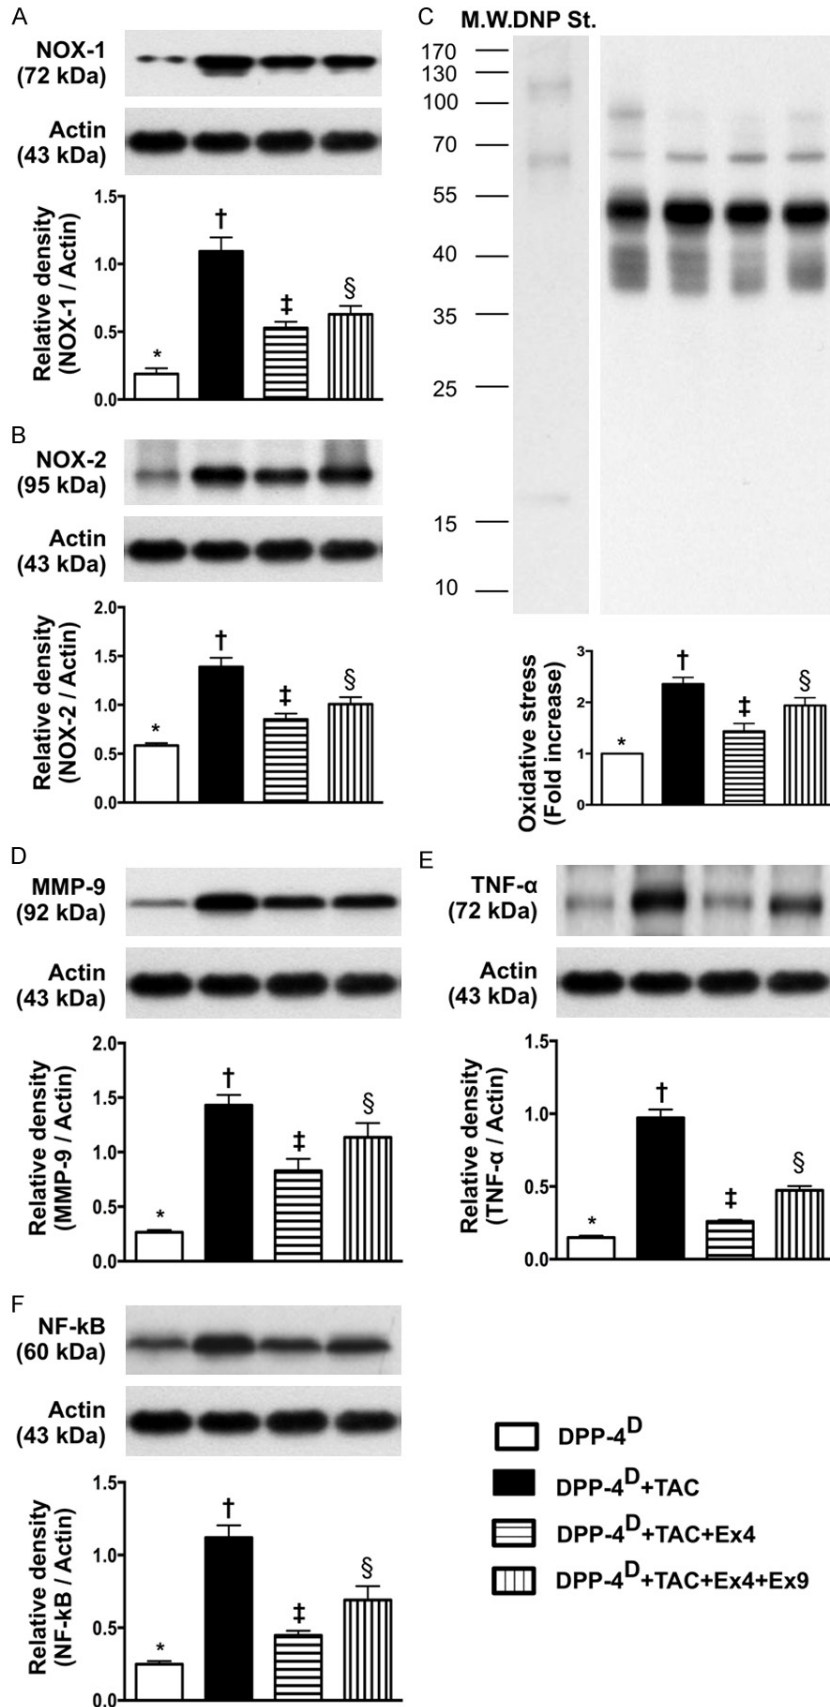 A
NOX-1
(72 kDa)
Actin
(43 kDa)
Relative density
(NOX-1 / Actin)
1.5
1.0
0.5
0.0
*
†
‡
§
B
NOX-2
(95 kDa)
Actin
(43 kDa)
Relative density
(NOX-2 / Actin)
2.0
1.5
1.0
0.5
0.0
*
†
‡
§
C
M.W.DNP St.
170
130
100
70
55
40
35
25
15
10
Oxidative stress
(Fold increase)
3
2
1
0
*
†
‡
§
D
MMP-9
(92 kDa)
Actin
(43 kDa)
Relative density
(MMP-9 / Actin)
2.0
1.5
1.0
0.5
0.0
*
†
‡
§
E
TNF-α
(72 kDa)
Actin
(43 kDa)
Relative density
(TNF-α / Actin)
1.5
1.0
0.5
0.0
*
†
‡
§
F
NF-kB
(60 kDa)
Actin
(43 kDa)
Relative density
(NF-kB / Actin)
1.5
1.0
0.5
0.0
*
†
‡
§
DPP-4ᴰ
DPP-4ᴰ+TAC
DPP-4ᴰ+TAC+Ex4
DPP-4ᴰ+TAC+Ex4+Ex9